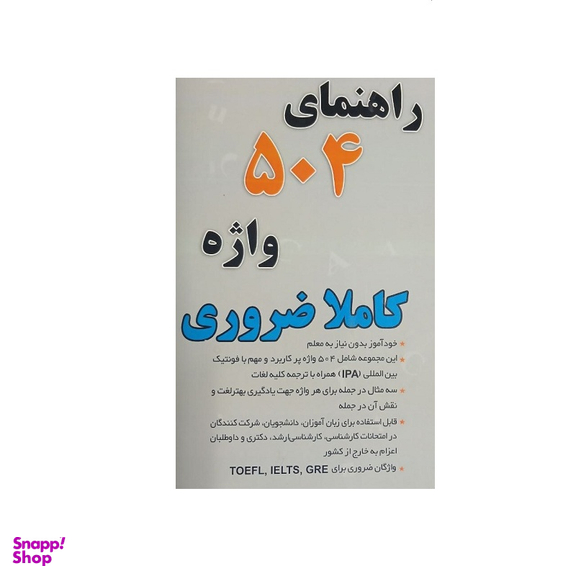 راهنمای
۵۰۴
واژه
کاملا ضروری
* خودآموز بدون نیاز به معلم
* این مجموعه شامل ۵۰۴ واژه پر کاربرد و مهم با فونتیک
بین المللی (IPA) همراه با ترجمه کلیه لغات
* سه مثال در جمله برای هر واژه جهت یادگیری بهتر لغت و
نقش آن در جمله
* قابل استفاده برای زبان آموزان، دانشجویان، شرکت کنندگان
در امتحانات کارشناسی، کارشناسی ارشد، دکتری و داوطلبان
اعزام به خارج از کشور
* واژگان ضروری برای TOEFL, IELTS, GRE
Snapp!
Shop